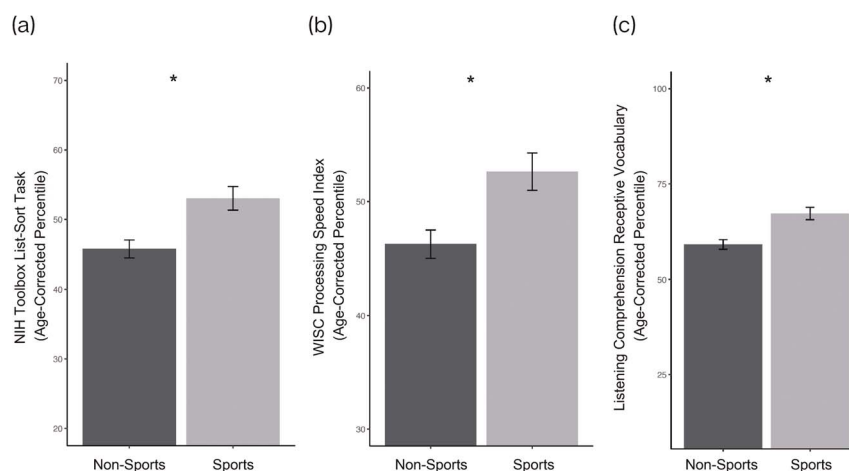 (a)
NIH Toolbox List-Sort Task
(Age-Corrected Percentile)
70
60
50
40
30
20
*
Non-Sports
Sports
(b)
WISC Processing Speed Index
(Age-Corrected Percentile)
60
50
40
30
*
Non-Sports
Sports
(c)
Listening Comprehension Receptive Vocabulary
(Age-Corrected Percentile)
100
75
50
25
*
Non-Sports
Sports